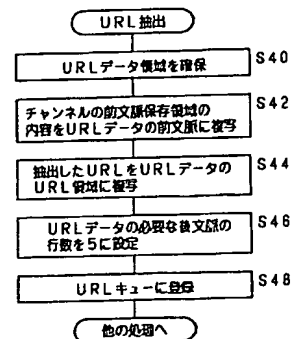 URL抽出
URLデータ領域を確保
S40
チャンネルの前文脈保存領域の
内容をURLデータの前文脈に複写
S42
抽出したURLをURLデータの
URL領域に複写
S44
URLデータの必要な後文脈の
行数を5に設定
S46
URLキューに登録
S48
他の処理へ